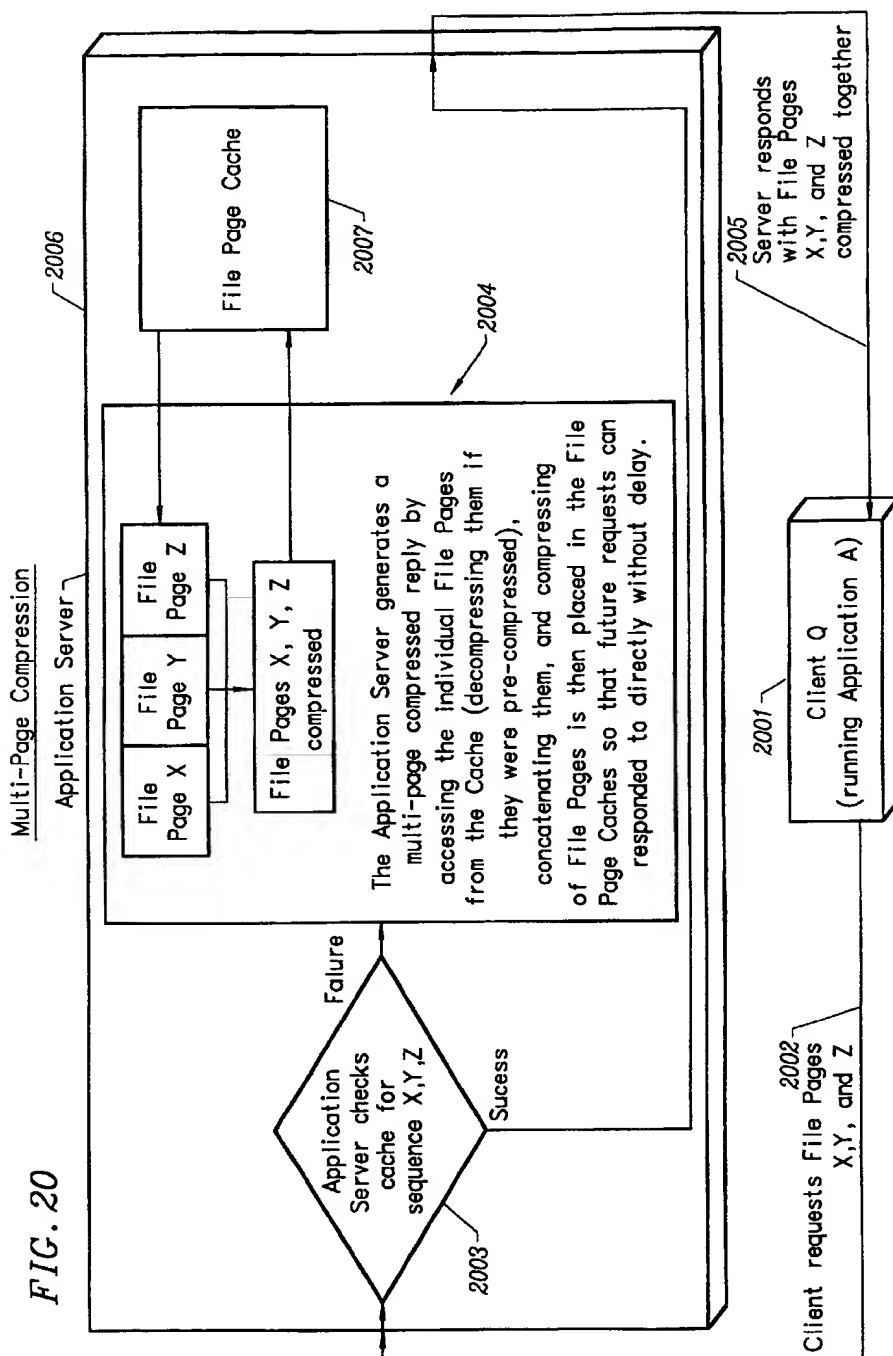 FIG. 20
Multi-Page Compression
Application Server
2006
Application
Server checks
cache for
sequence X,Y,Z
2003
Falure
Sucess
File
Page X
File
Page Y
File
Page Z
File Pages X, Y, Z
compressed
File Page Cache
2007
2004
The Application Server generates a
multi-page compressed reply by
accessing the individual File Pages
from the Cache (decompressing them if
they were pre-compressed),
concatenating them, and compressing
of File Pages is then placed in the File
Page Caches so that future requests can
responded to directly without delay.
2002
Client requests File Pages
X,Y, and Z
2001
Client Q
(running Application A)
2005
Server responds
with File Pages
X,Y, and Z
compressed together